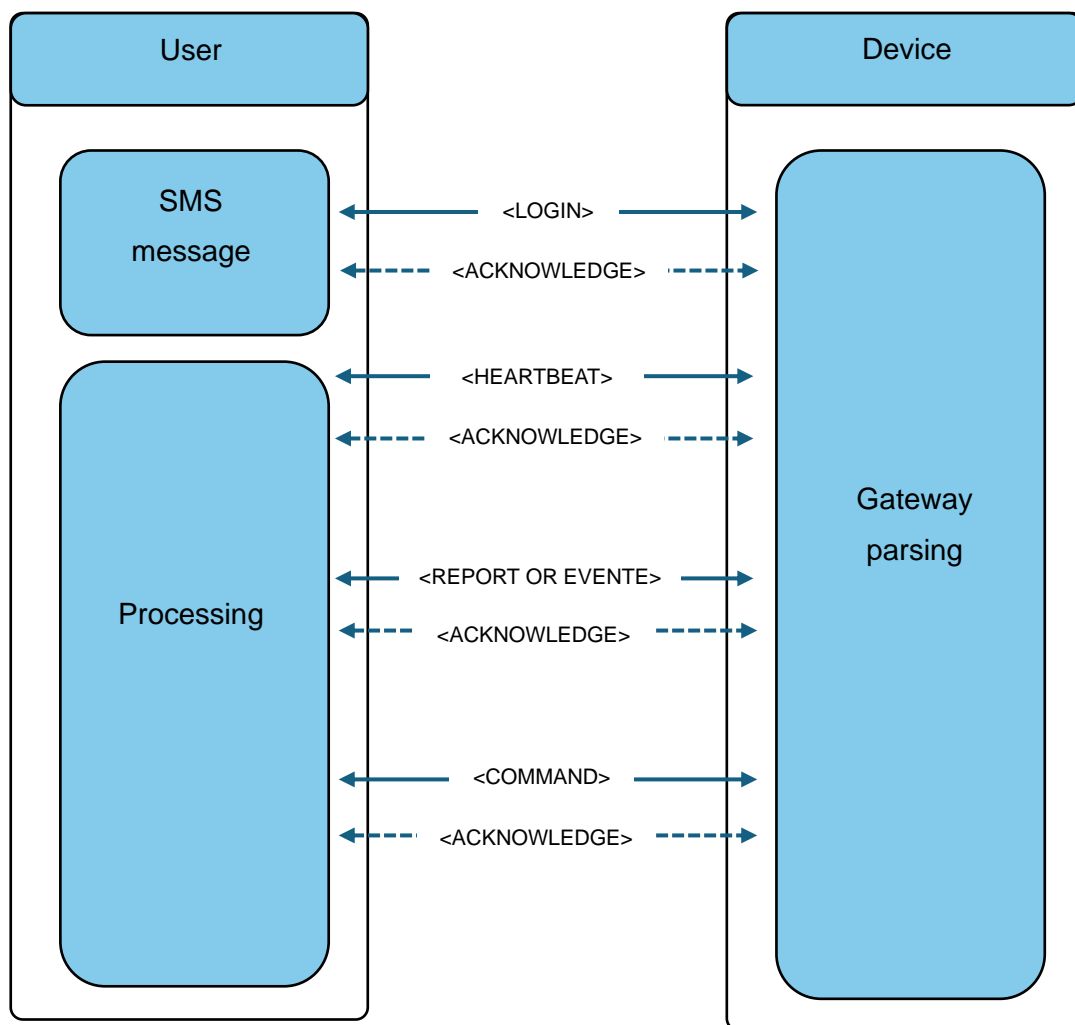 User
Device
SMS
message
<LOGIN>
<ACKNOWLEDGE>
<HEARTBEAT>
<ACKNOWLEDGE>
Gateway
parsing
<REPORT OR EVENTE>
Processing
<ACKNOWLEDGE>
<COMMAND>
<ACKNOWLEDGE>